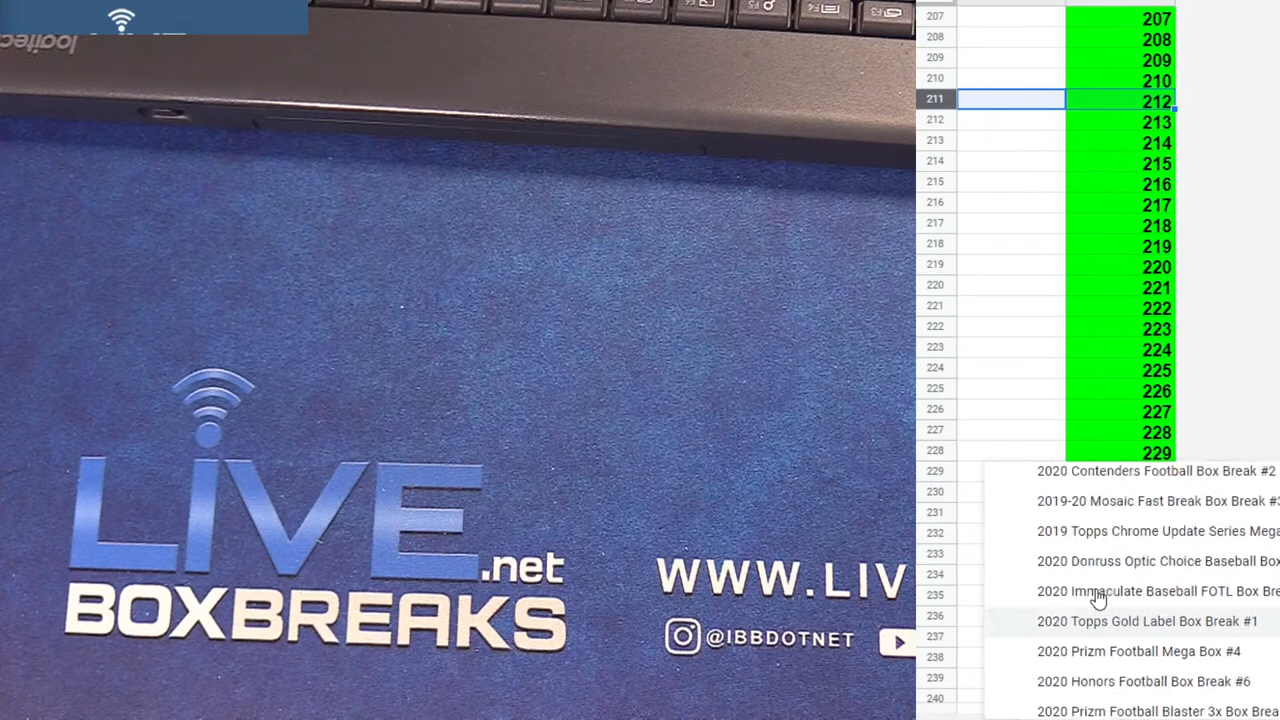 logitech
F4
F5
F3
LIVE.net
BOXBREAKS
WWW.LIV
@IBBDOTNET
207 207
208 208
209 209
210 210
211 212
212 213
213 214
214 215
215 216
216 217
217 218
218 219
219 220
220 221
221 222
222 223
223 224
224 225
225 226
226 227
227 228
228 229
229
230
231
232
233
234
235
236
237
238
239
240
2020 Contenders Football Box Break #2
2019-20 Mosaic Fast Break Box Break #
2019 Topps Chrome Update Series Mega
2020 Donruss Optic Choice Baseball Bo
2020 Immaculate Baseball FOTL Box Bre
2020 Topps Gold Label Box Break #1
2020 Prizm Football Mega Box #4
2020 Honors Football Box Break #6
2020 Prizm Football Blaster 3x Box Brea